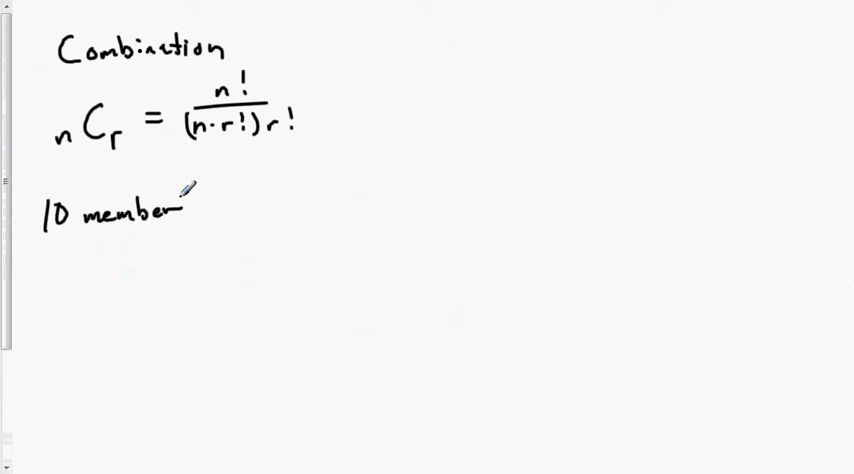 Combination
nCr = n! / (n-r!)r!
10 member